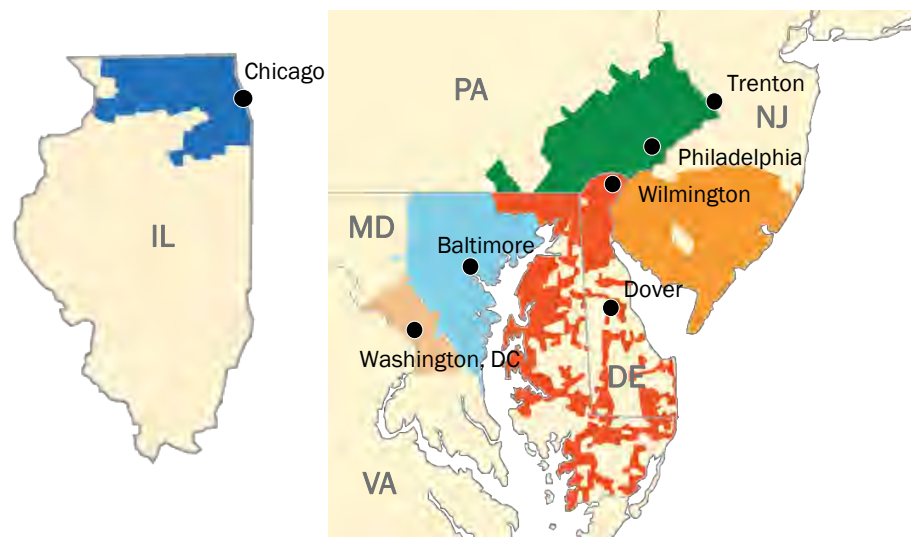 Chicago
IL
PA
Trenton
NJ
Philadelphia
Wilmington
MD
Baltimore
Dover
Washington, DC
DE
VA